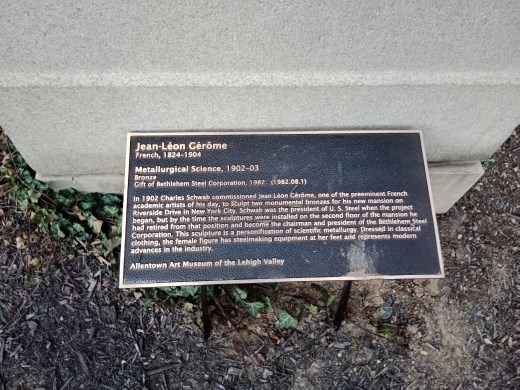 Jean-Léon Gérôme
French, 1824-1904
Metallurgical Science, 1902-03
Bronze
Gift of Bethlehem Steel Corporation, 1982 (1982.08.1)
In 1902 Charles Schwab commissioned Jean Léon Gérôme, one of the preeminent French
academic artists of his day, to sculpt two monumental bronzes for his new mansion on
Riverside Drive in New York City. Schwab was the president of U. S. Steel when the project
began, but by the time the sculptures were installed on the second floor of the mansion he
had retired from that position and become the chairman and president of the Bethlehem Steel
Corporation. This sculpture is a personification of scientific metallurgy. Dressed in classical
clothing, the female figure has steelmaking equipment at her feet and represents modern
advances in the industry.
Allentown Art Museum of the Lehigh Valley